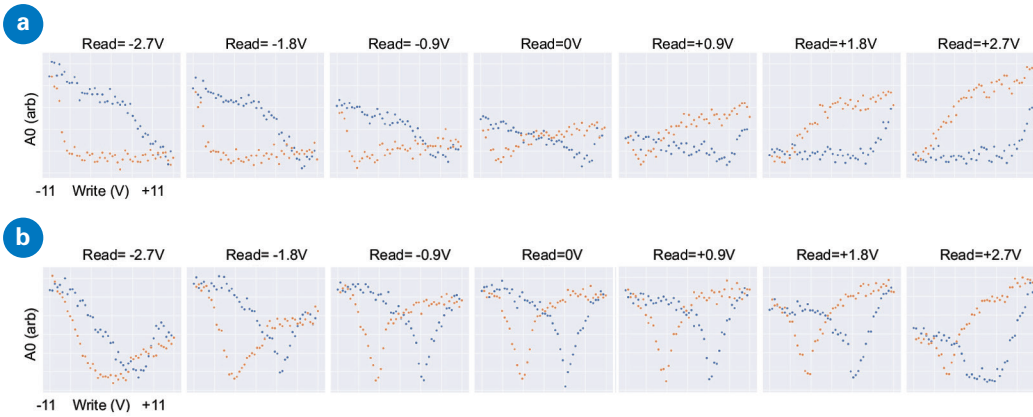 a
Read= -2.7V Read= -1.8V Read= -0.9V Read=0V Read=+0.9V Read=+1.8V Read=+2.7V
A0 (arb)
-11 Write (V) +11
b
Read= -2.7V Read= -1.8V Read= -0.9V Read=0V Read=+0.9V Read=+1.8V Read=+2.7V
A0 (arb)
-11 Write (V) +11